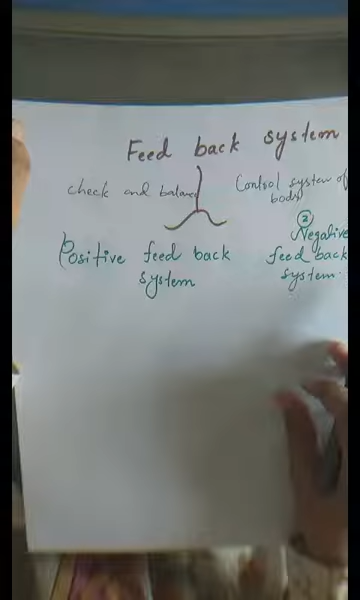 Feed back system
check and balance
Control system of
body
②
Positive feed back
system
Negative
feed back
system.